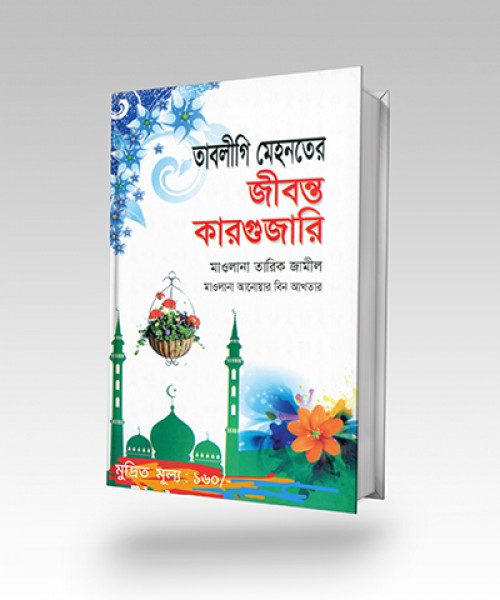 তাবলীগি মেহনতের
জীবন্ত
কারগুজারি
মাওলানা তারিক জামীল
মাওলানা আনোয়ার বিন আখতার
মুদ্রিত মূল্য : ১৬০/-